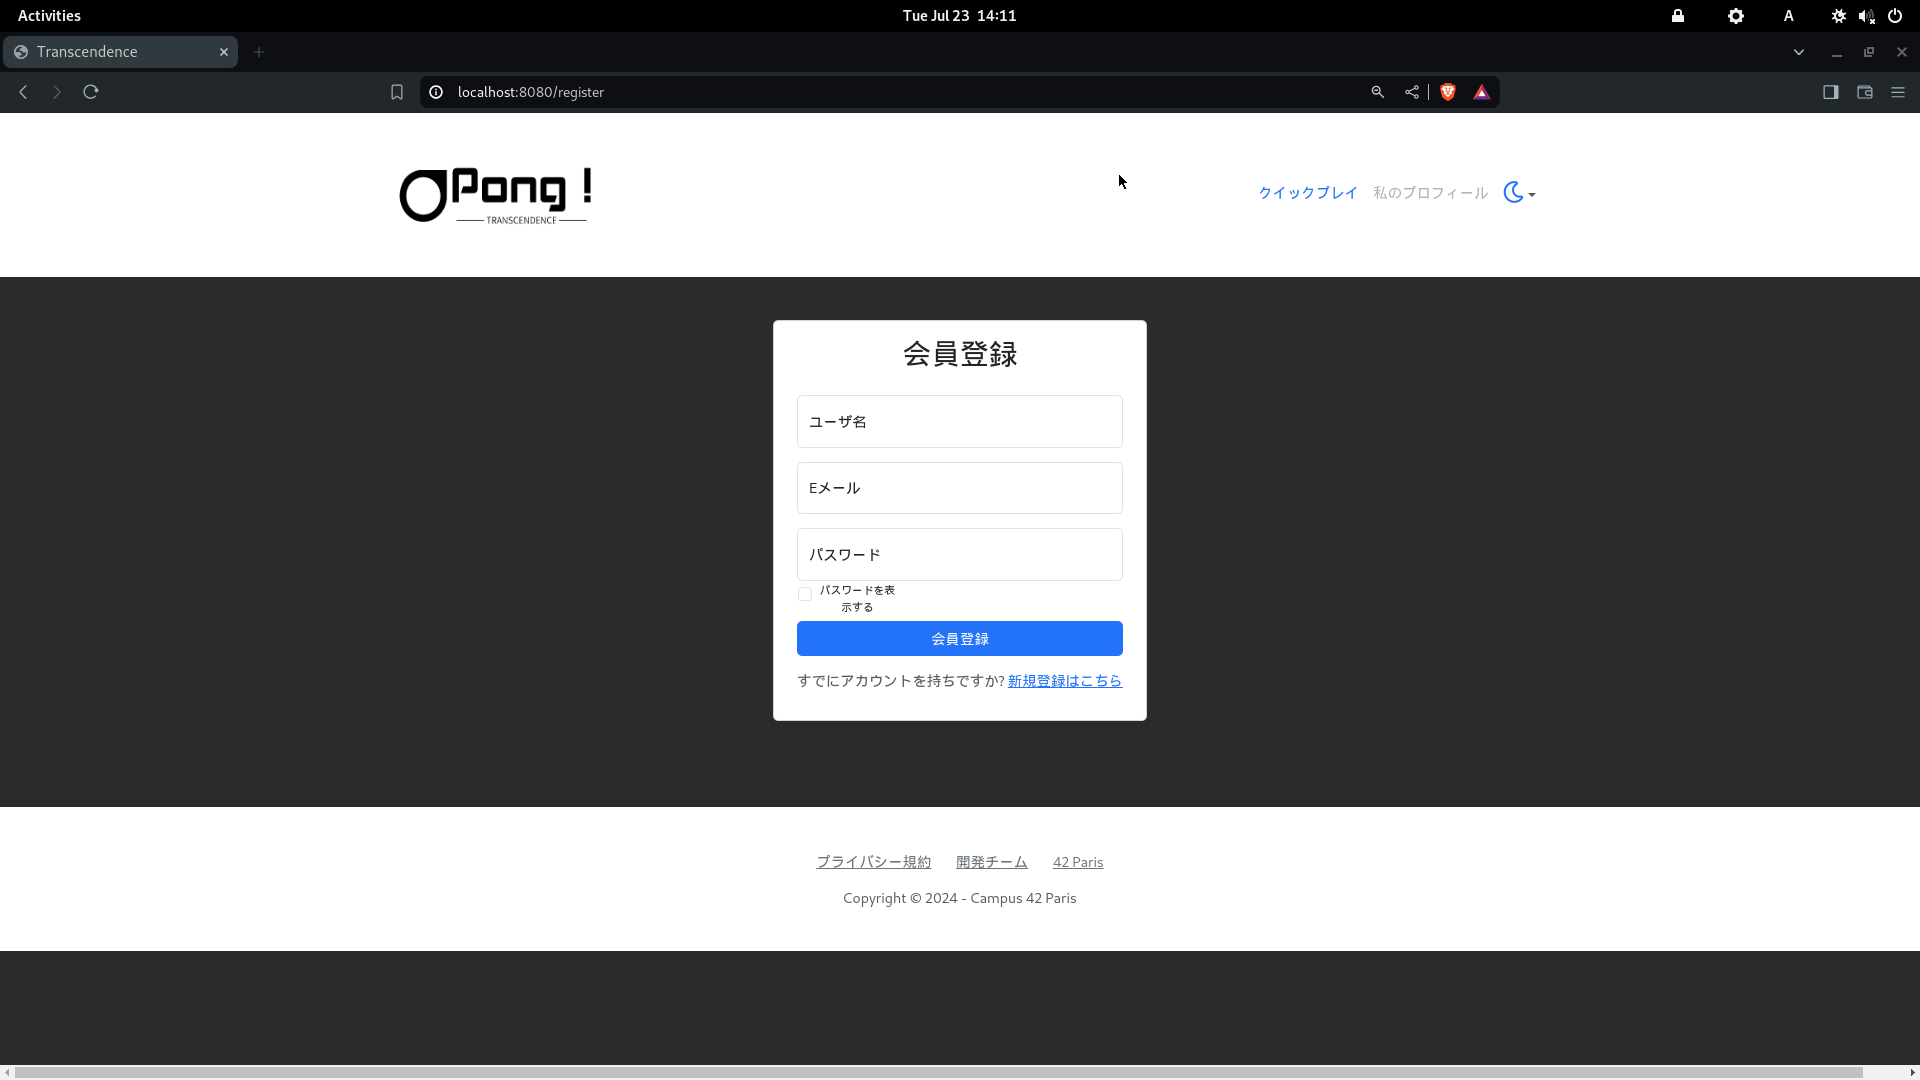 Activities
Tue Jul 23 14:11
A
Transcendence
localhost:8080/register
Pong !
TRANSCENDENCE
クイックプレイ 私のプロフィール
会員登録
ユーザ名
Eメール
パスワード
パスワードを表
示する
会員登録
すでにアカウントを持ちですか? 新規登録はこちら
プライバシー規約 開発チーム 42 Paris
Copyright © 2024 - Campus 42 Paris